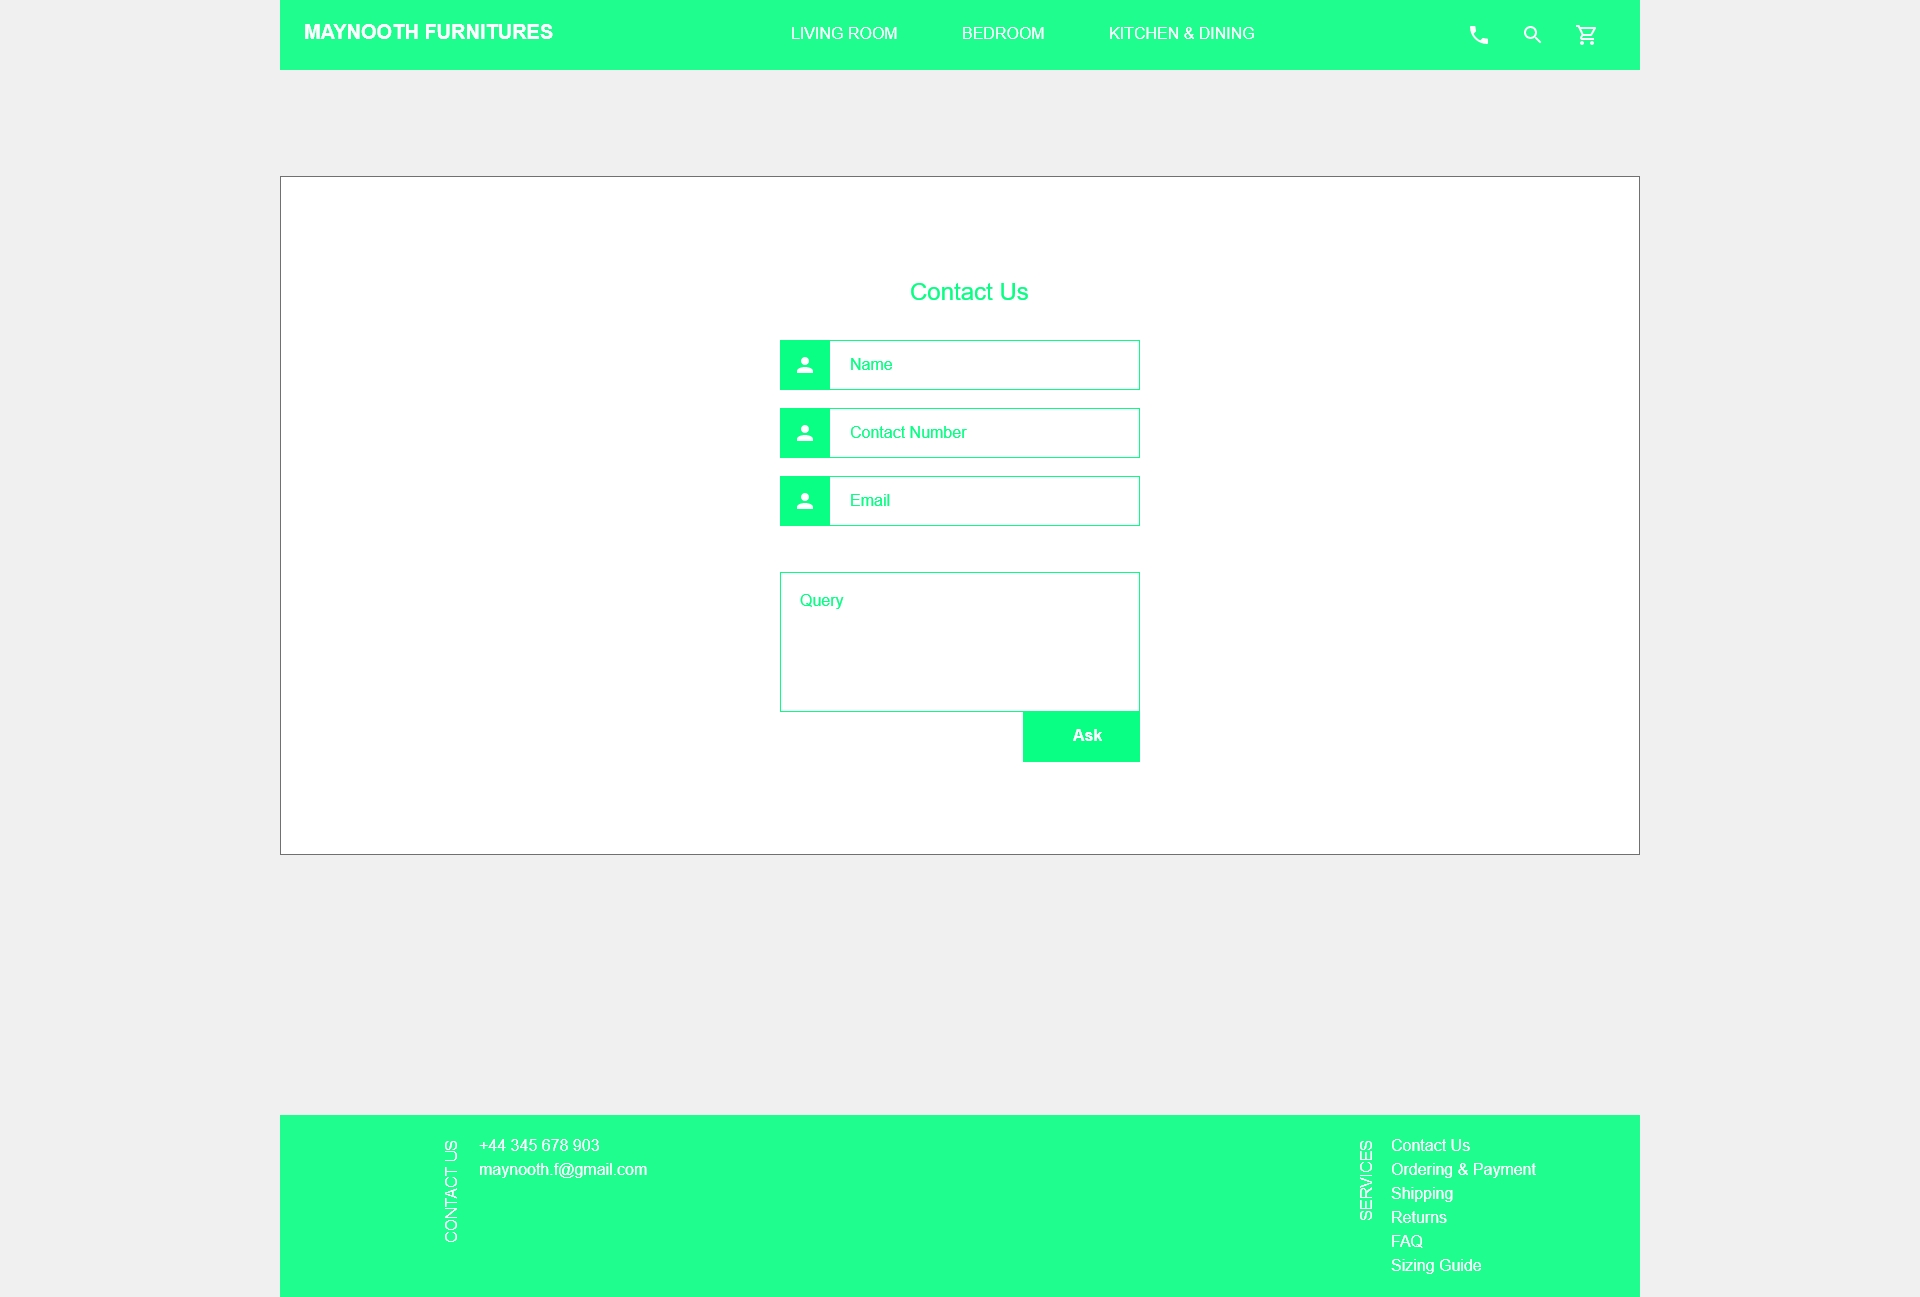 MAYNOOTH FURNITURES
LIVING ROOM
BEDROOM
KITCHEN & DINING
Contact Us
Name
Contact Number
Email
Query
Ask
CONTACT US
+44 345 678 903
maynooth.f@gmail.com
SERVICES
Contact Us
Ordering & Payment
Shipping
Returns
FAQ
Sizing Guide